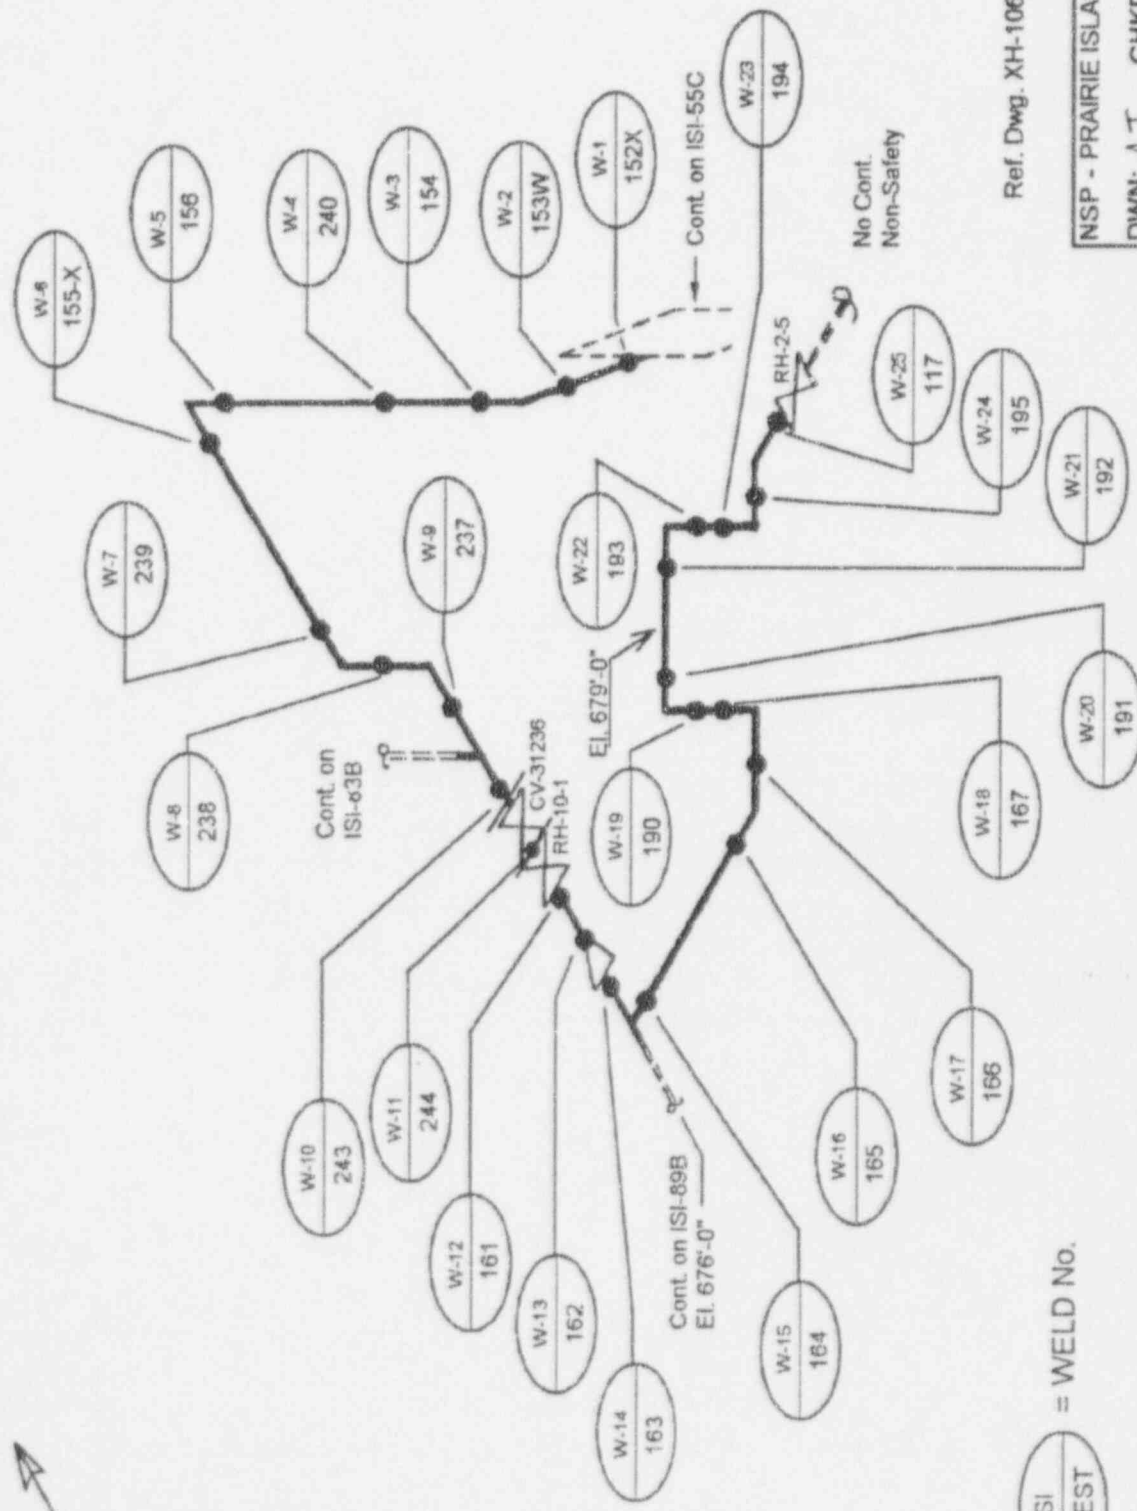 W-6
155-X
W-5
156
W-4
240
W-3
154
W-2
153W
W-1
152X
Cont. on ISI-55C
W-23
194
W-7
239
W-9
237
W-8
238
Cont. on
ISI-83B
CV-31236
RH-10-1
W-22
193
El. 679'-0"
No Cont.
Non-Safety
RH-2-5
W-25
117
W-24
195
W-21
192
W-20
191
W-19
190
W-18
167
W-17
166
W-16
165
W-15
164
W-10
243
W-11
244
W-12
161
W-13
162
W-14
163
Cont. on ISI-89B
El. 676'-0"
ISI
= WELD No.
Ref. Dwg. XH-106
NSP - PRAIRIE ISLA
DWN: A.T.